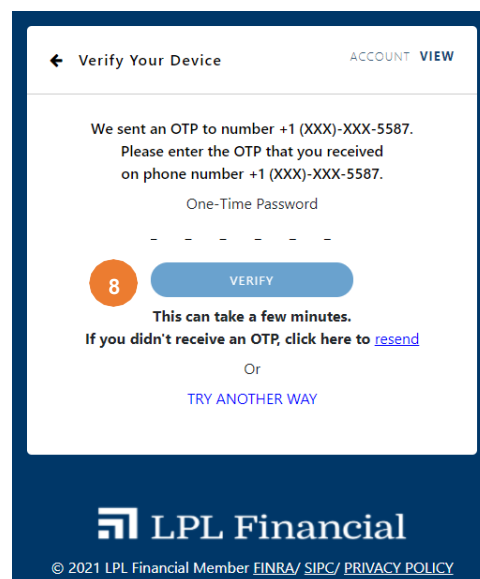 Verify Your Device ACCOUNT VIEW
We sent an OTP to number +1 (XXX)-XXX-5587.
Please enter the OTP that you received
on phone number +1 (XXX)-XXX-5587.
One-Time Password
_ _ _ _ _ _
8 VERIFY
This can take a few minutes.
If you didn't receive an OTP, click here to resend
Or
TRY ANOTHER WAY
LPL Financial
© 2021 LPL Financial Member FINRA/ SIPC/ PRIVACY POLICY